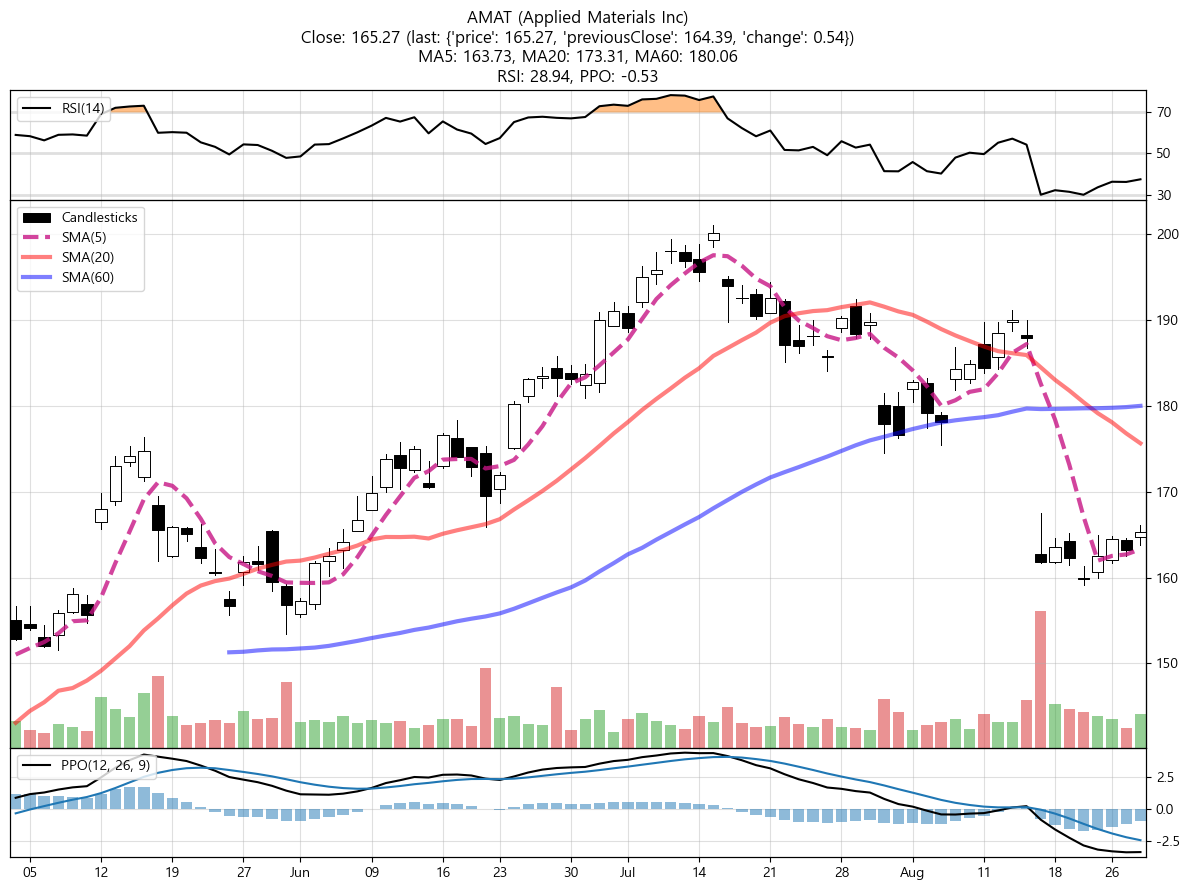 AMAT (Applied Materials Inc)
Close: 165.27 (last: {'price': 165.27, 'previousClose': 164.39, 'change': 0.54})
MA5: 163.73, MA20: 173.31, MA60: 180.06
RSI: 28.94, PPO: -0.53
RSI(14)
70
50
30
Candlesticks
SMA(5)
SMA(20)
SMA(60)
200
190
180
170
160
150
PPO(12, 26, 9)
2.5
0.0
−2.5
05 12 19 27 Jun 09 16 23 30 Jul 14 21 28 Aug 11 18 26